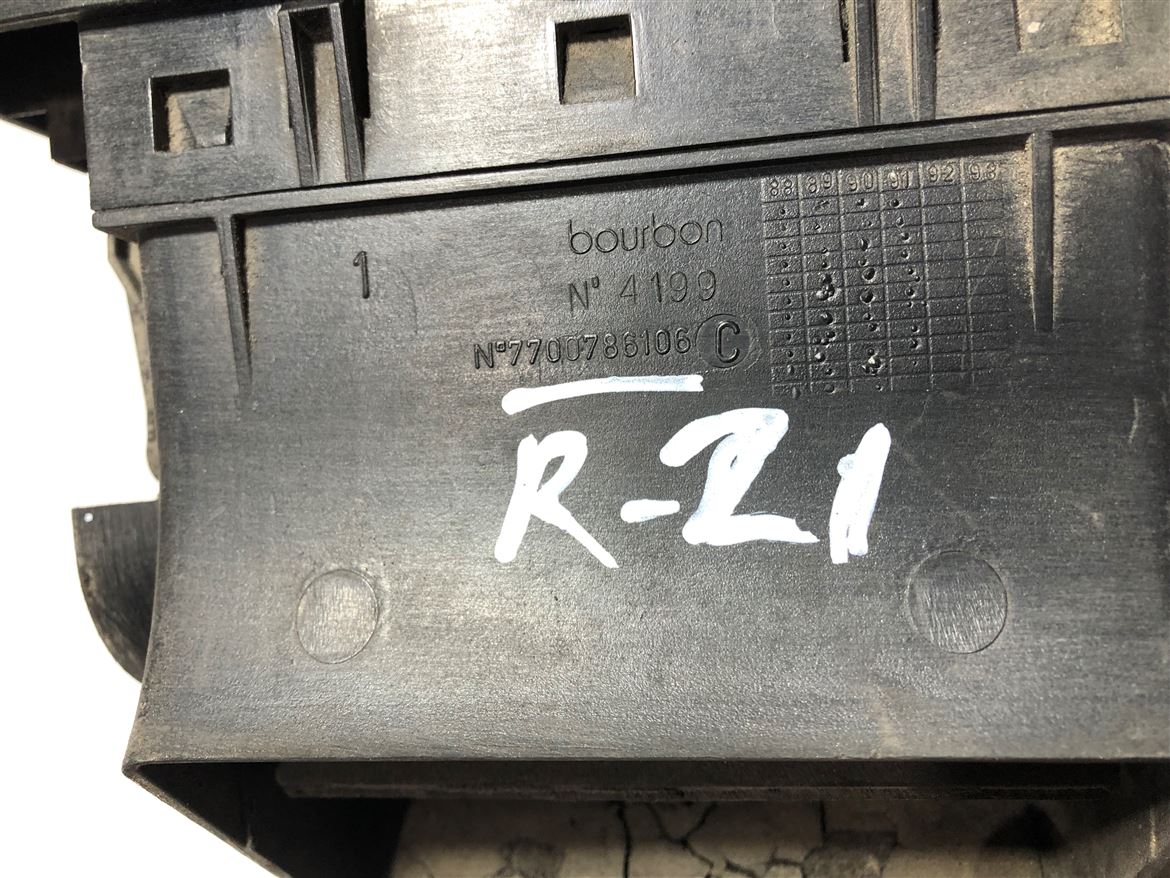 88 89 90 91 92 93
1
bourbon
N° 4199
N°7700786106 C
R-21